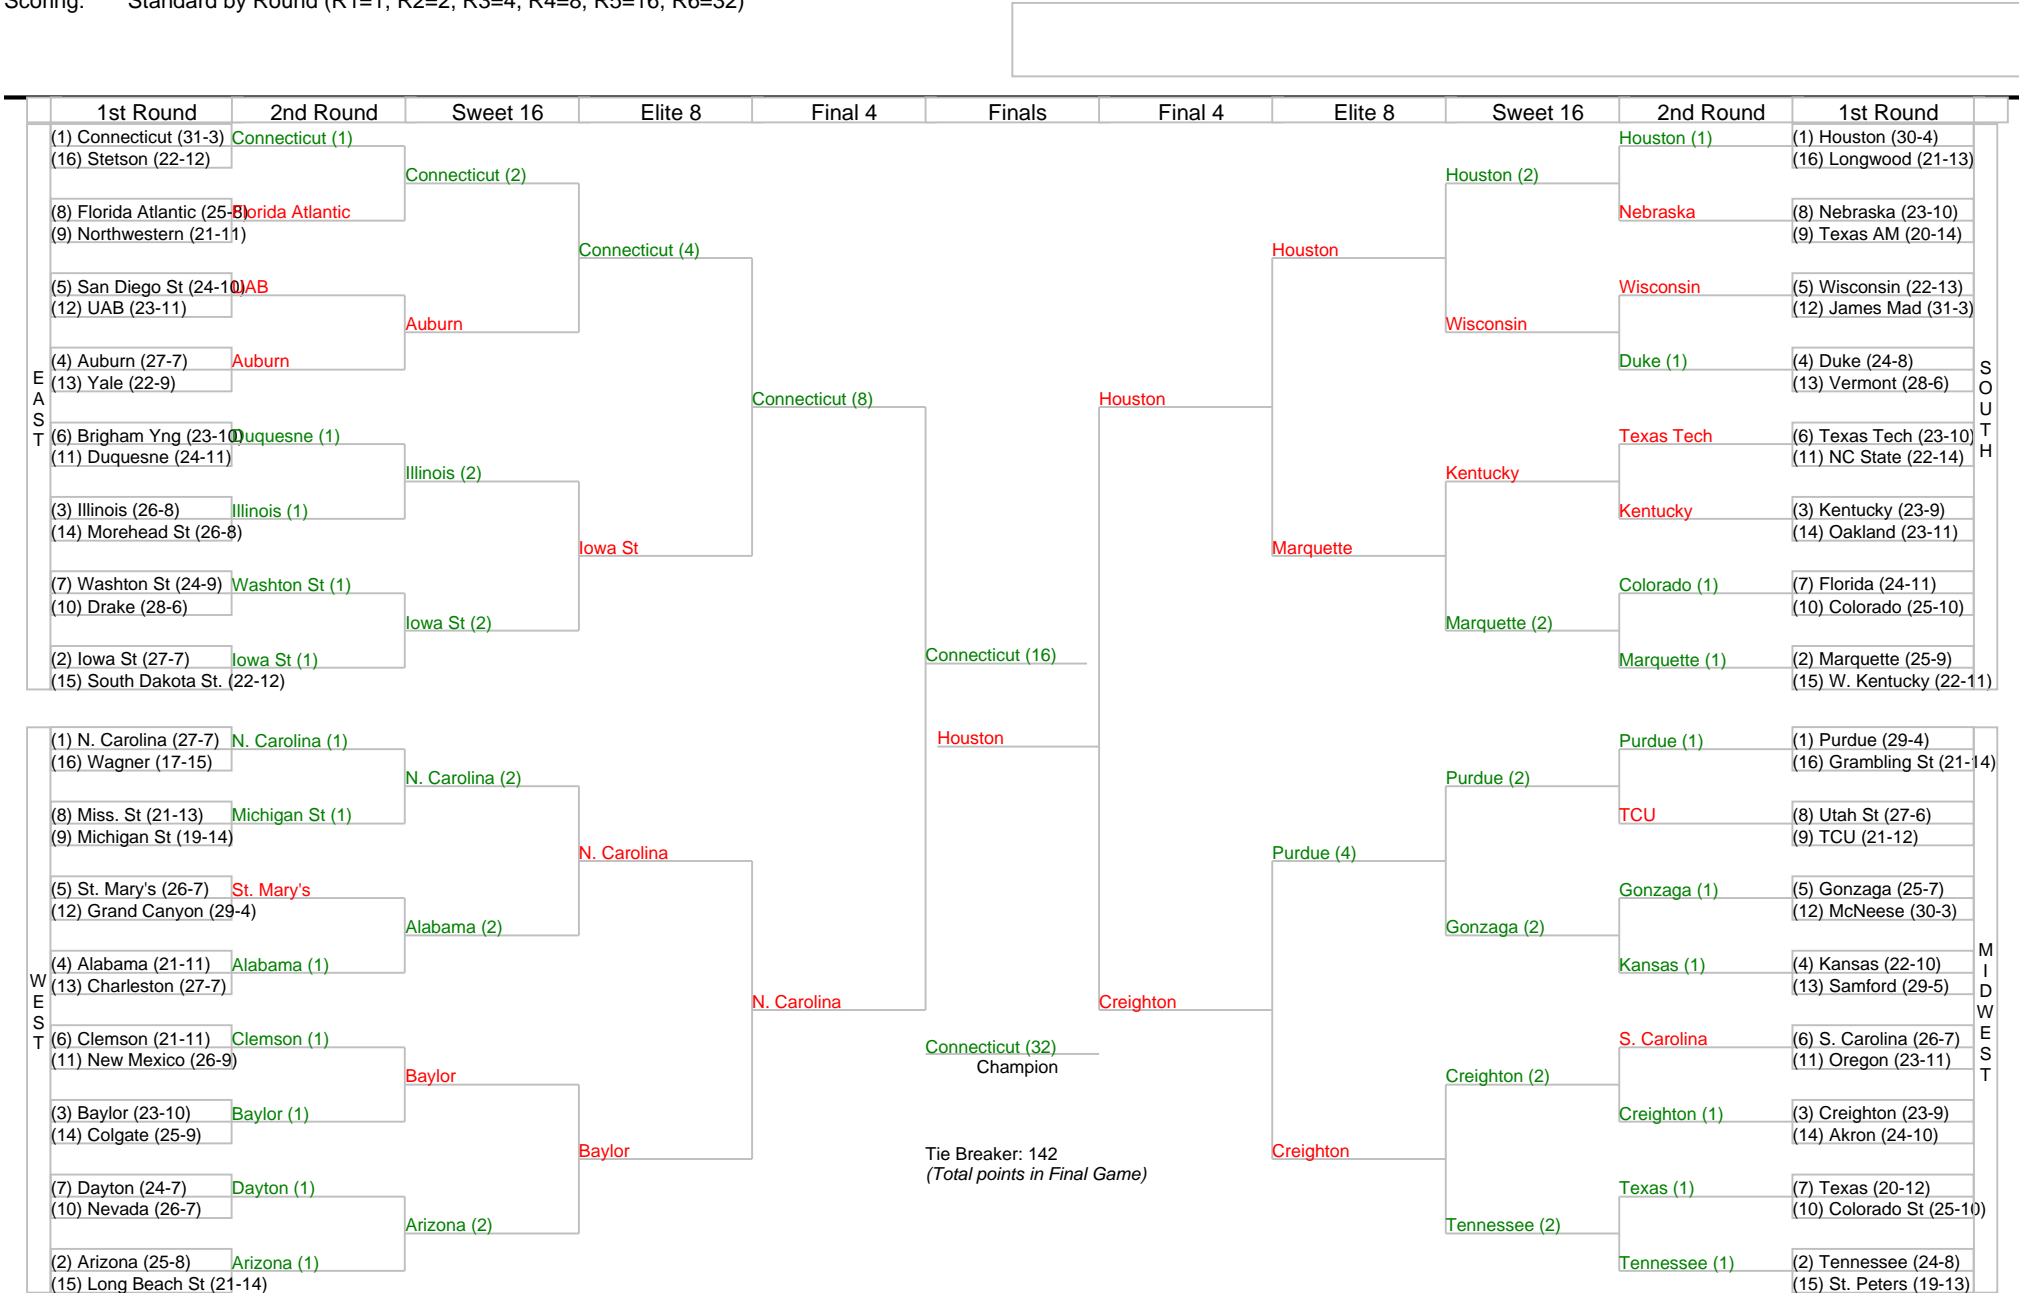 Scoring: Standard by Round (R1=1, R2=2, R3=4, R4=8, R5=16, R6=32)
1st Round 2nd Round Sweet 16 Elite 8 Final 4 Finals Final 4 Elite 8 Sweet 16 2nd Round 1st Round
EAST
(1) Connecticut (31-3)
(16) Stetson (22-12)
(8) Florida Atlantic (25-8)
(9) Northwestern (21-11)
(5) San Diego St (24-10)
(12) UAB (23-11)
(4) Auburn (27-7)
(13) Yale (22-9)
(6) Brigham Yng (23-10)
(11) Duquesne (24-11)
(3) Illinois (26-8)
(14) Morehead St (26-8)
(7) Washton St (24-9)
(10) Drake (28-6)
(2) Iowa St (27-7)
(15) South Dakota St. (22-12)
Connecticut (1)
Florida Atlantic
UAB
Auburn
Duquesne (1)
Illinois (1)
Washton St (1)
Iowa St (1)
Connecticut (2)
Auburn
Illinois (2)
Iowa St (2)
Connecticut (4)
Iowa St
Connecticut (8)
WEST
(1) N. Carolina (27-7)
(16) Wagner (17-15)
(8) Miss. St (21-13)
(9) Michigan St (19-14)
(5) St. Mary's (26-7)
(12) Grand Canyon (29-4)
(4) Alabama (21-11)
(13) Charleston (27-7)
(6) Clemson (21-11)
(11) New Mexico (26-9)
(3) Baylor (23-10)
(14) Colgate (25-9)
(7) Dayton (24-7)
(10) Nevada (26-7)
(2) Arizona (25-8)
(15) Long Beach St (21-14)
N. Carolina (1)
Michigan St (1)
St. Mary's
Alabama (1)
Clemson (1)
Baylor (1)
Dayton (1)
Arizona (1)
N. Carolina (2)
Alabama (2)
Baylor
Arizona (2)
N. Carolina
Baylor
N. Carolina
Connecticut (16)
Houston
Connecticut (32)
Champion
Tie Breaker: 142
(Total points in Final Game)
Houston
Creighton
Houston
Marquette
Houston (2)
Wisconsin
Kentucky
Marquette (2)
Houston (1)
Nebraska
Wisconsin
Duke (1)
Texas Tech
Kentucky
Colorado (1)
Marquette (1)
(1) Houston (30-4)
(16) Longwood (21-13)
(8) Nebraska (23-10)
(9) Texas AM (20-14)
(5) Wisconsin (22-13)
(12) James Mad (31-3)
(4) Duke (24-8)
(13) Vermont (28-6)
(6) Texas Tech (23-10)
(11) NC State (22-14)
(3) Kentucky (23-9)
(14) Oakland (23-11)
(7) Florida (24-11)
(10) Colorado (25-10)
(2) Marquette (25-9)
(15) W. Kentucky (22-11)
SOUTH
Purdue (4)
Creighton
Purdue (2)
Gonzaga (2)
Creighton (2)
Tennessee (2)
Purdue (1)
TCU
Gonzaga (1)
Kansas (1)
S. Carolina
Creighton (1)
Texas (1)
Tennessee (1)
(1) Purdue (29-4)
(16) Grambling St (21-14)
(8) Utah St (27-6)
(9) TCU (21-12)
(5) Gonzaga (25-7)
(12) McNeese (30-3)
(4) Kansas (22-10)
(13) Samford (29-5)
(6) S. Carolina (26-7)
(11) Oregon (23-11)
(3) Creighton (23-9)
(14) Akron (24-10)
(7) Texas (20-12)
(10) Colorado St (25-10)
(2) Tennessee (24-8)
(15) St. Peters (19-13)
MIDWEST